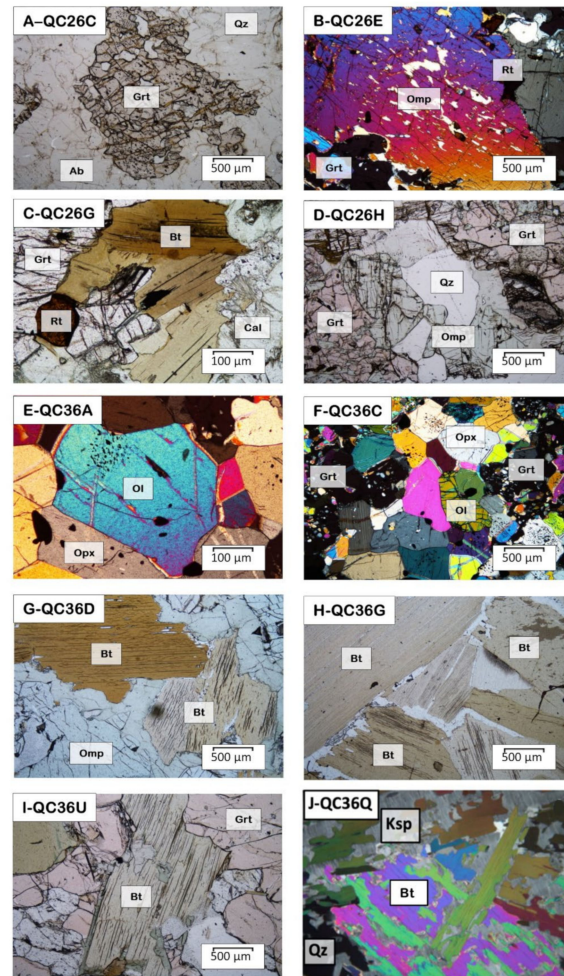 A–QC26C
Qz
Grt
Ab
500 µm
B-QC26E
Rt
Omp
Grt
500 µm
C-QC26G
Bt
Grt
Rt
Cal
100 µm
D-QC26H
Grt
Qz
Grt
Omp
500 µm
E-QC36A
Ol
Opx
100 µm
F-QC36C
Opx
Grt
Grt
Ol
500 µm
G-QC36D
Bt
Bt
Omp
500 µm
H-QC36G
Bt
Bt
Bt
500 µm
I-QC36U
Grt
Bt
500 µm
J-QC36Q
Ksp
Bt
Qz